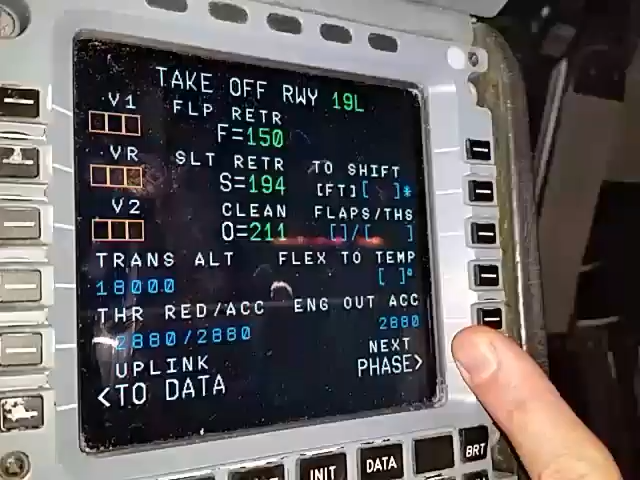 TAKE OFF RWY 19L
V1 FLP RETR
F=150
VR SLT RETR TO SHIFT
S=194 [FT][ ]*
V2 CLEAN FLAPS/THS
O=211 []/[ ]
TRANS ALT FLEX TO TEMP
18000 [ ]°
THR RED/ACC ENG OUT ACC
2880/2880 2880
UPLINK NEXT
<TO DATA PHASE>
INIT DATA BRT